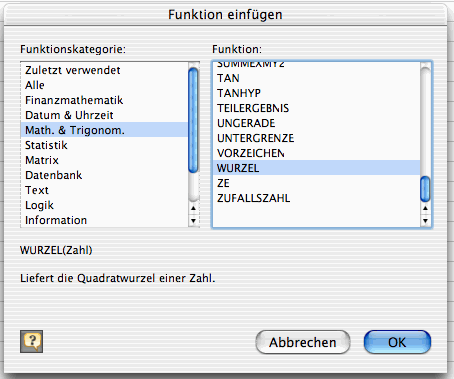 Funktion einfügen
Funktionskategorie:
Zuletzt verwendet
Alle
Finanzmathematik
Datum & Uhrzeit
Math. & Trigonom.
Statistik
Matrix
Datenbank
Text
Logik
Information
Funktion:
SUMMEXMY2
TAN
TANHYP
TEILERGEBNIS
UNGERADE
UNTERGRENZE
VORZEICHEN
WURZEL
ZE
ZUFALLSZAHL
WURZEL(Zahl)
Liefert die Quadratwurzel einer Zahl.
?
Abbrechen
OK